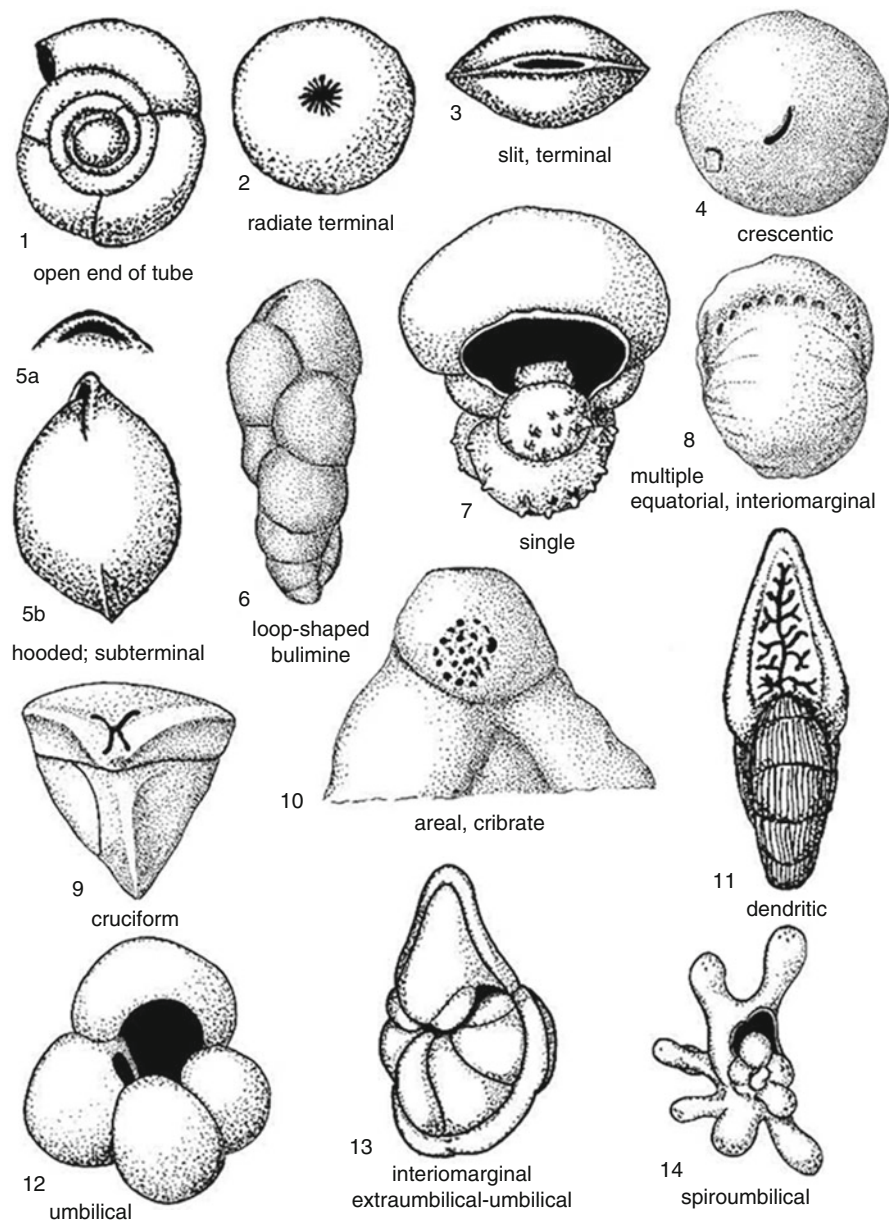 1
open end of tube
2
radiate terminal
3
slit, terminal
4
crescentic
5a
5b
hooded; subterminal
6
loop-shaped
bulimine
7
single
8
multiple
equatorial, interiomarginal
9
cruciform
10
areal, cribrate
11
dendritic
12
umbilical
13
interiomarginal
extraumbilical-umbilical
14
spiroumbilical